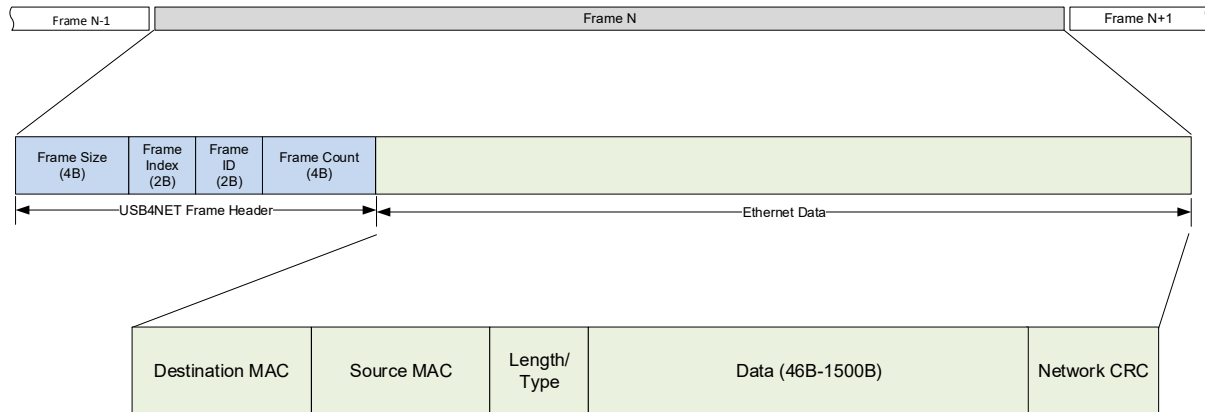 Frame N-1
Frame N
Frame N+1
Frame Size
(4B)
Frame
Index
(2B)
Frame
ID
(2B)
Frame Count
(4B)
USB4NET Frame Header
Ethernet Data
Destination MAC
Source MAC
Length/
Type
Data (46B-1500B)
Network CRC